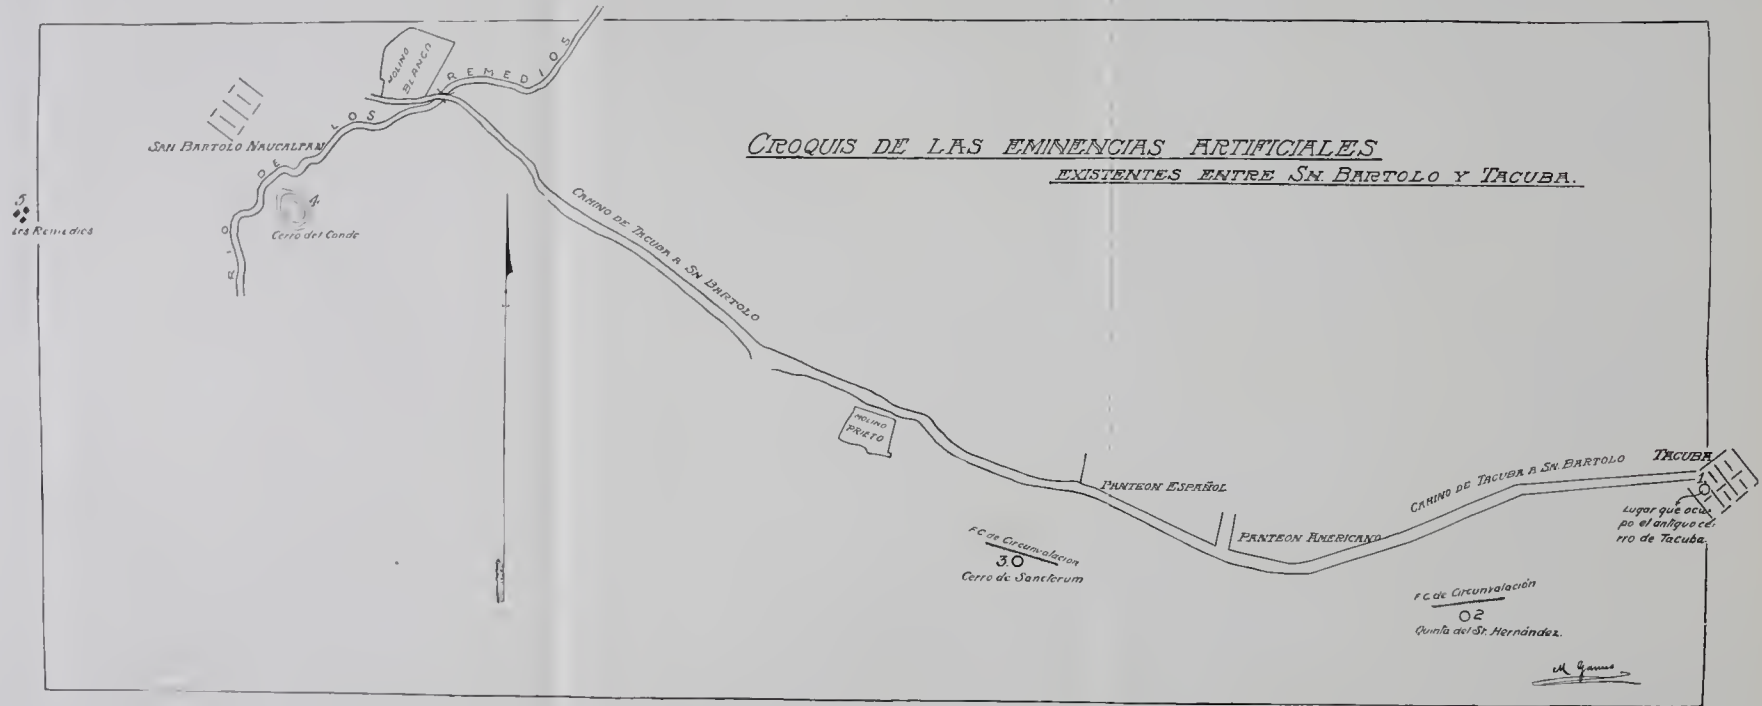 CROQUIS DE LAS EMINENCIAS ARTIFICIALES
EXISTENTES ENTRE SN. BARTOLO Y TACUBA.
MOLINO
BLANCO
RIO DE LOS REMEDIOS
SAN BARTOLO NAUCALPAM
5
Los Remedios
4.
Cerro del Conde
CAMINO DE TACUBA A SN. BARTOLO
MOLINO
PRIETO
PANTEON ESPAÑOL
PANTEON AMERICANO
CAMINO DE TACUBA A SN. BARTOLO
TACUBA
1.
Lugar que ocu-
po el antiguo ce-
rro de Tacuba.
F.C. de Circunvalacion
3.
Cerro de Sanctorum
F.C. de Circunvalación
2
Quinta del Sr. Hernández.
M Gamio